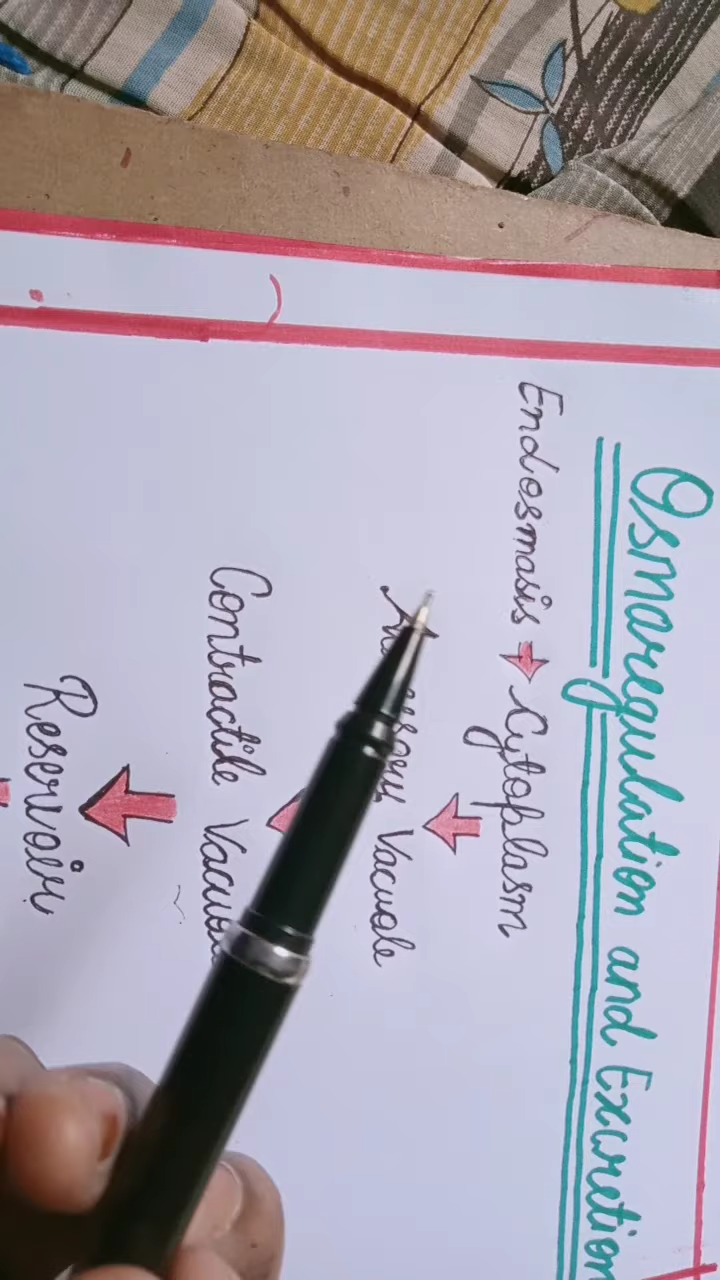 Osmoregulation and Excretion
Endosmosis Cytoplasm
Vacuole
Contractile
Reservoir